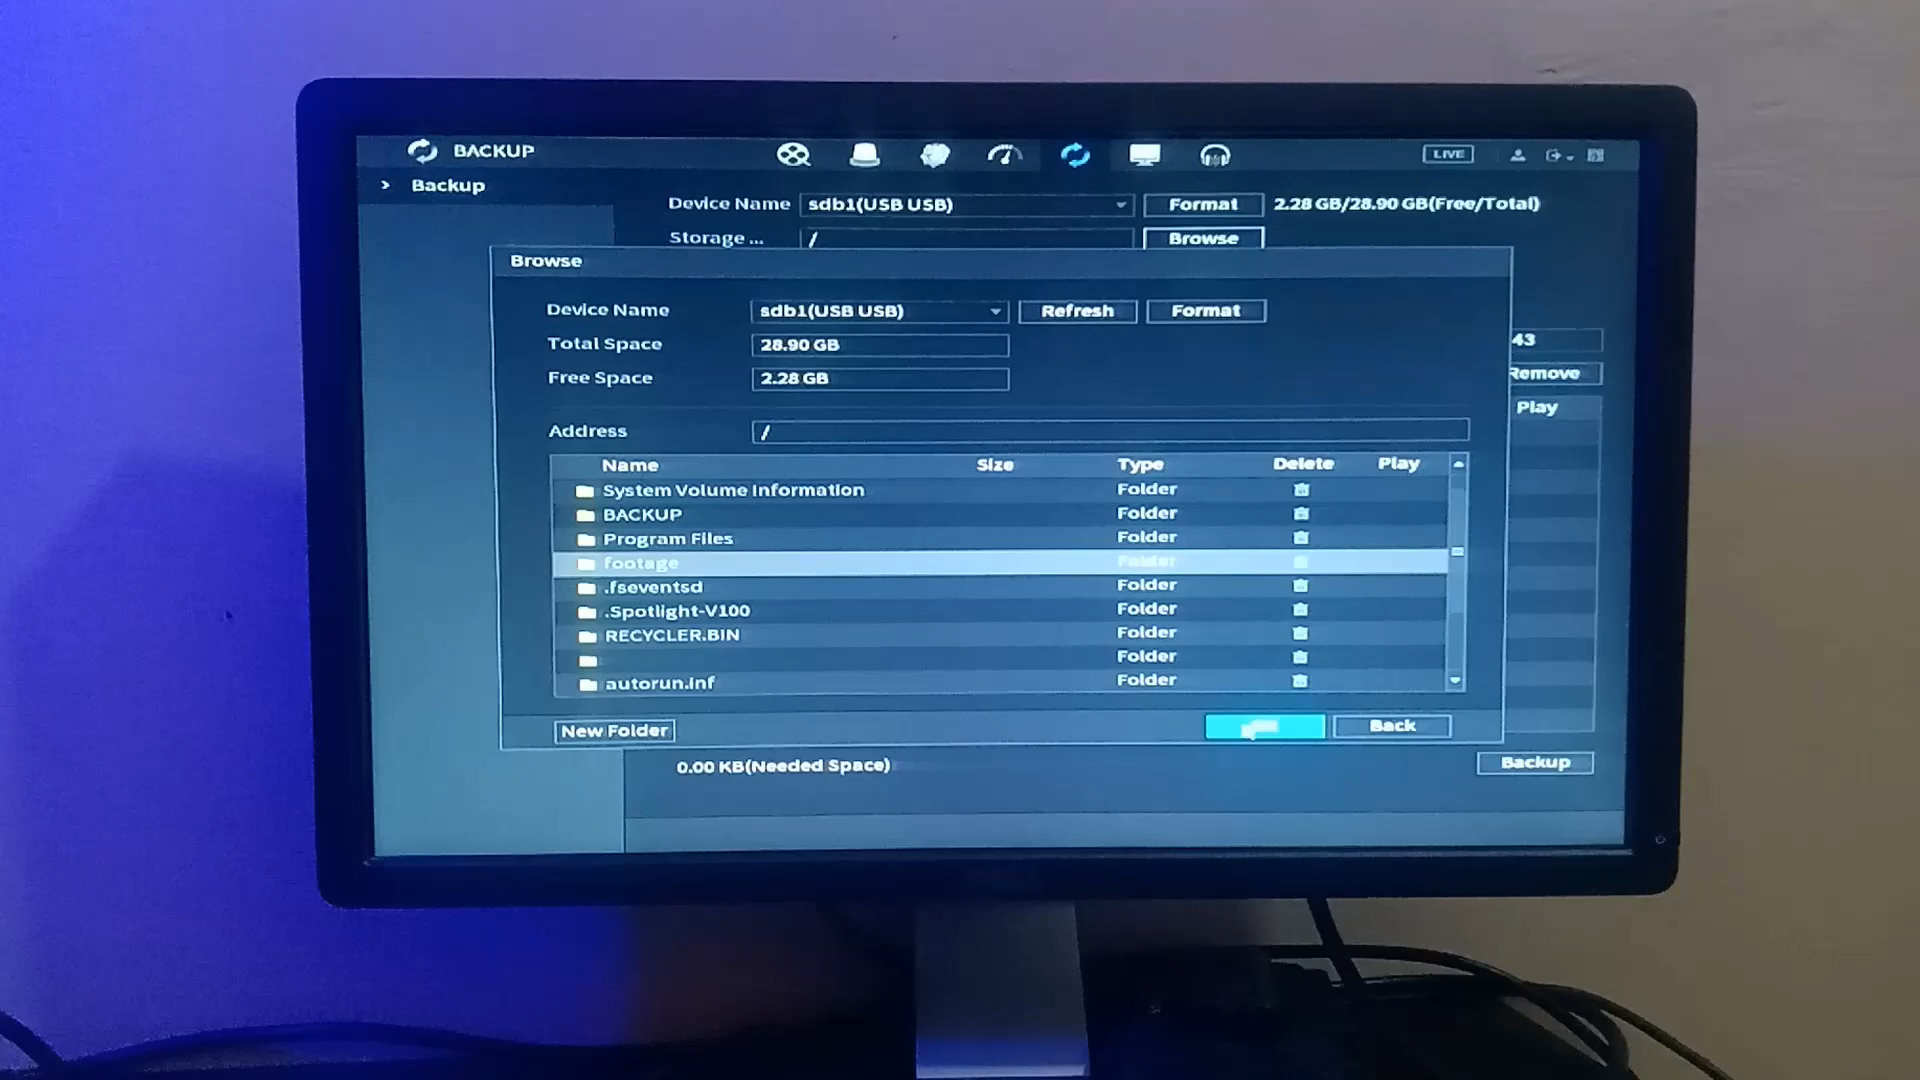 BACKUP
LIVE
> Backup
Device Name sdb1(USB USB) Format 2.28 GB/28.90 GB(Free/Total)
Storage ... / Browse
Browse
Device Name sdb1(USB USB) Refresh Format
Total Space 28.90 GB
43
Free Space 2.28 GB
Remove
Play
Address /
Name Size Type Delete Play
System Volume Information Folder
BACKUP Folder
Program Files Folder
footage Folder
.fseventsd Folder
.Spotlight-V100 Folder
RECYCLER.BIN Folder
Folder
autorun.inf Folder
New Folder Back
0.00 KB(Needed Space) Backup